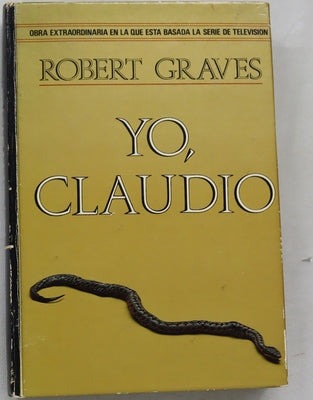 OBRA EXTRAORDINARIA EN LA QUE ESTA BASADA LA SERIE DE TELEVISION
ROBERT GRAVES
YO,
CLAUDIO